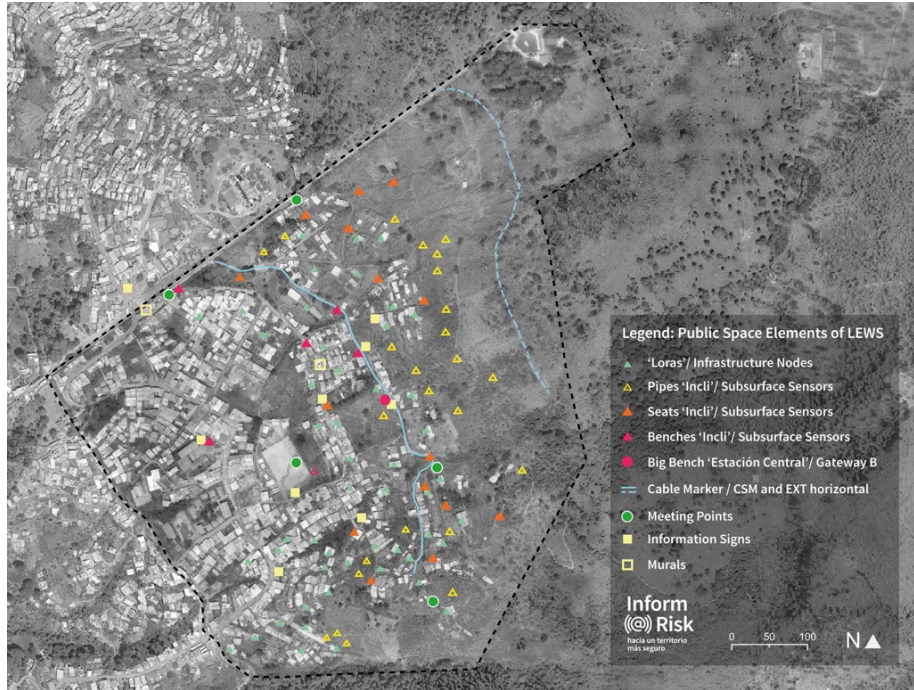 Legend: Public Space Elements of LEWS
'Loras'/ Infrastructure Nodes
Pipes 'Incli'/ Subsurface Sensors
Seats 'Incli'/ Subsurface Sensors
Benches 'Incli'/ Subsurface Sensors
Big Bench 'Estación Central'/ Gateway B
Cable Marker / CSM and EXT horizontal
Meeting Points
Information Signs
Murals
Inform
((@)) Risk
hacia un territorio
más seguro
0 50 100
N